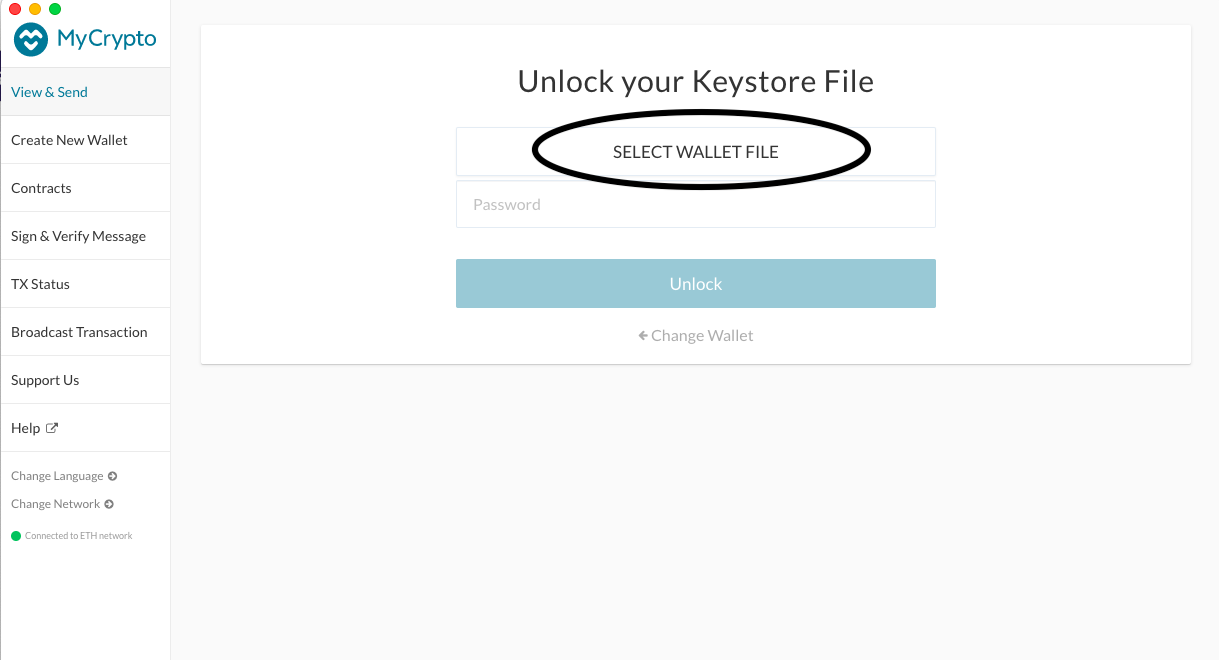 MyCrypto
View & Send
Create New Wallet
Contracts
Sign & Verify Message
TX Status
Broadcast Transaction
Support Us
Help
Change Language
Change Network
Connected to ETH network
Unlock your Keystore File
SELECT WALLET FILE
Password
Unlock
Change Wallet